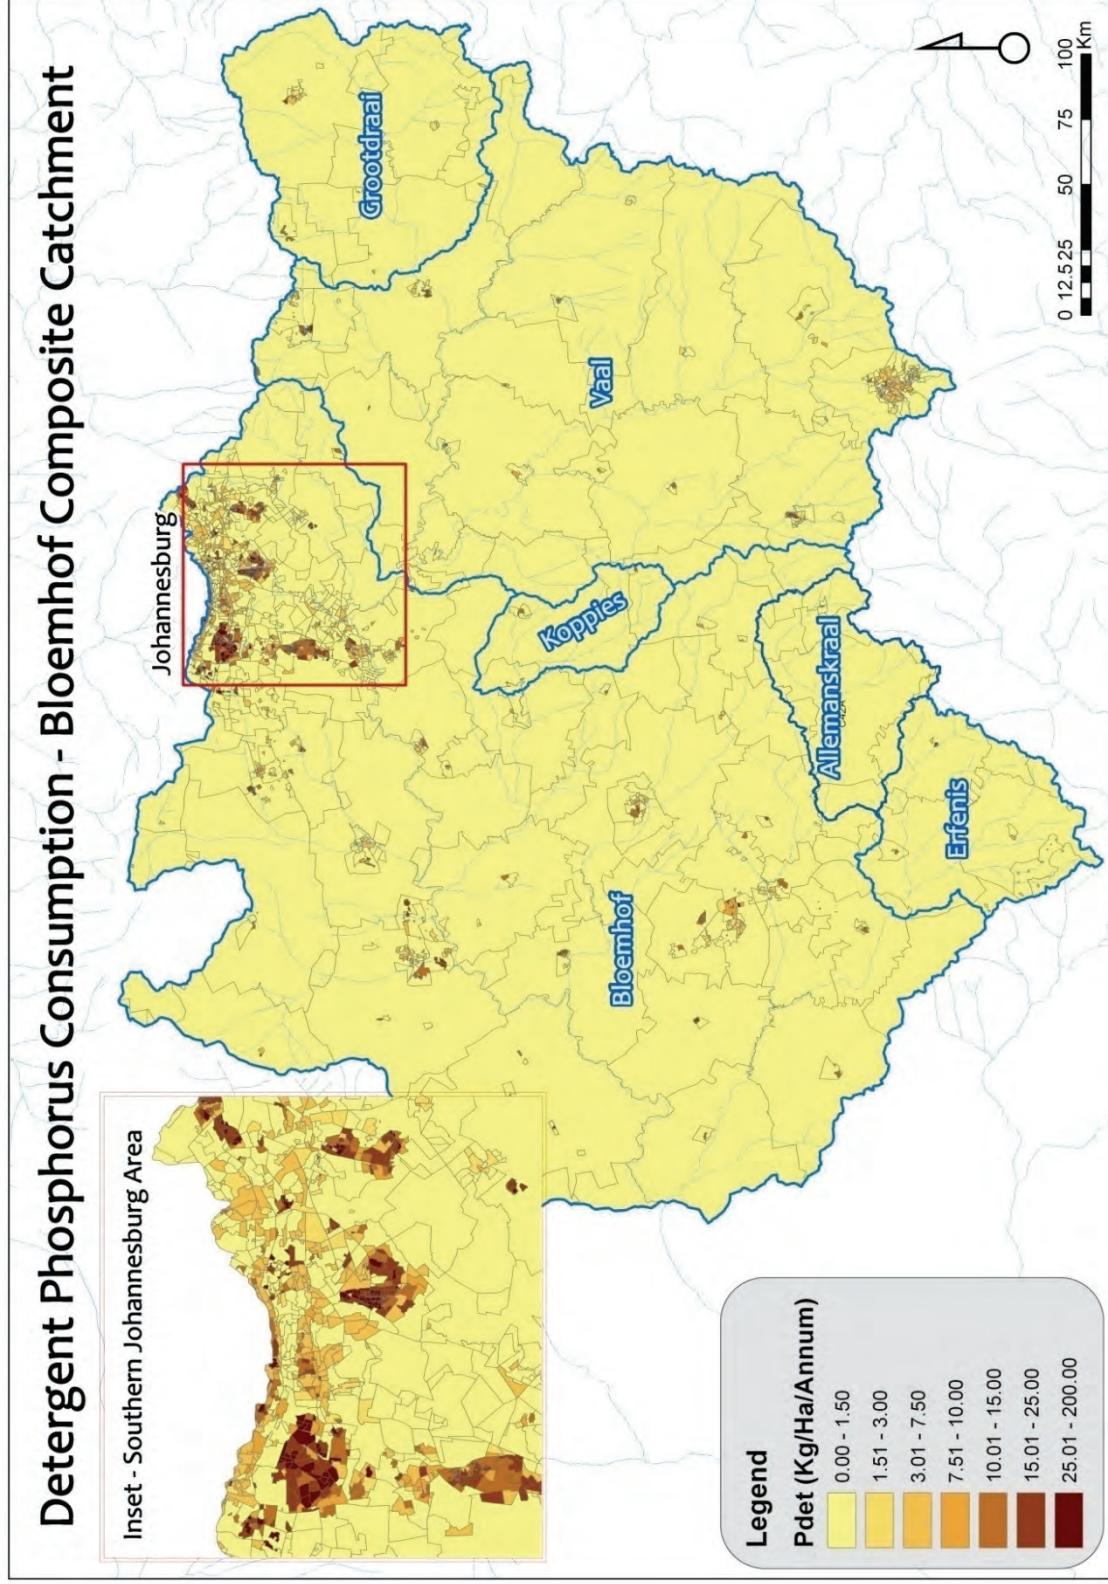 Detergent Phosphorus Consumption - Bloemhof Composite Catchment
Inset - Southern Johannesburg Area
Johannesburg
Grootdraai
Vaal
Koppies
Bloemhof
Allemanskraal
Erfenis
Legend
Pdet (Kg/Ha/Annum)
0.00 - 1.50
1.51 - 3.00
3.01 - 7.50
7.51 - 10.00
10.01 - 15.00
15.01 - 25.00
25.01 - 200.00
0 12.525 50 75 100
Km